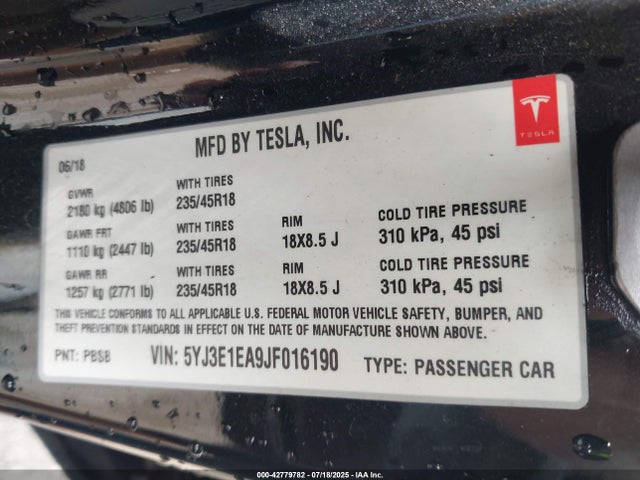 TESLA
MFD BY TESLA, INC.
06/18
GVWR WITH TIRES
2180 kg (4806 lb) 235/45R18
GAWR FRT WITH TIRES RIM COLD TIRE PRESSURE
1110 kg (2447 lb) 235/45R18 18X8.5 J 310 kPa, 45 psi
GAWR RR WITH TIRES RIM COLD TIRE PRESSURE
1257 kg (2771 lb) 235/45R18 18X8.5 J 310 kPa, 45 psi
THIS VEHICLE CONFORMS TO ALL APPLICABLE U.S. FEDERAL MOTOR VEHICLE SAFETY, BUMPER, AND
THEFT PREVENTION STANDARDS IN EFFECT ON THE DATE OF MANUFACTURE SHOWN ABOVE.
PNT: PBSB VIN: 5YJ3E1EA9JF016190 TYPE: PASSENGER CAR
000-42779782 - 07/18/2025 - IAA Inc.